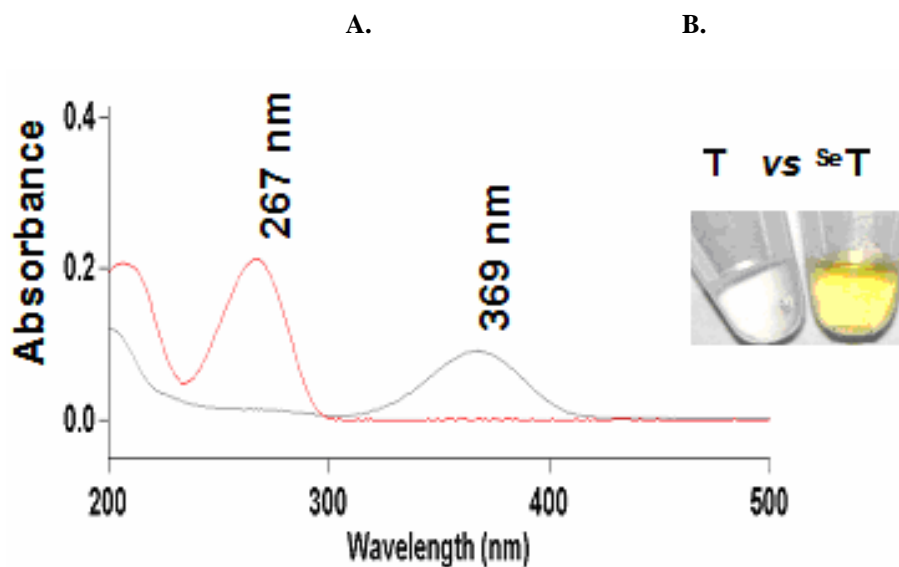 A. B.
0.4
0.2
0.0
Absorbance
267 nm
369 nm
T vs SeT
200 300 400 500
Wavelength (nm)